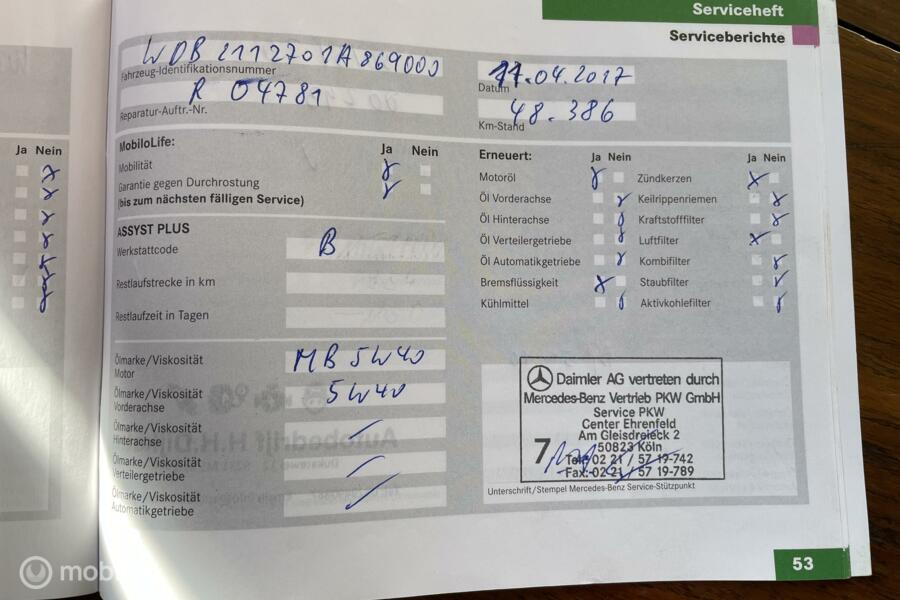 Serviceheft
Serviceberichte
WDB 2112701A869000
Fahrzeug-Identifikationsnummer
R 04781
Reparatur-Auftr.-Nr.
11.04.2017
Datum
48.386
Km-Stand
Ja Nein
MobiloLife:
Ja Nein
Mobilität
Garantie gegen Durchrostung
(bis zum nächsten fälligen Service)
ASSYST PLUS
Werkstattcode B
Restlaufstrecke in km
Restlaufzeit in Tagen
Erneuert: Ja Nein Ja Nein
Motoröl Zündkerzen
Öl Vorderachse Keilrippenriemen
Öl Hinterachse Kraftstofffilter
Öl Verteilergetriebe Luftfilter
Öl Automatikgetriebe Kombifilter
Bremsflüssigkeit Staubfilter
Kühlmittel Aktivkohlefilter
Ölmarke/Viskosität MB 5W40
Motor
Ölmarke/Viskosität 5W40
Vorderachse
Ölmarke/Viskosität
Hinterachse
Ölmarke/Viskosität
Verteilergetriebe
Ölmarke/Viskosität
Automatikgetriebe
Daimler AG vertreten durch
Mercedes-Benz Vertrieb PKW GmbH
Service PKW
Center Ehrenfeld
Am Gleisdreieck 2
50823 Köln
7 Tel. 02 21 / 57 19-742
Fax: 02 21 / 57 19-789
Unterschrift/Stempel Mercedes-Benz Service-Stützpunkt
53
mobi